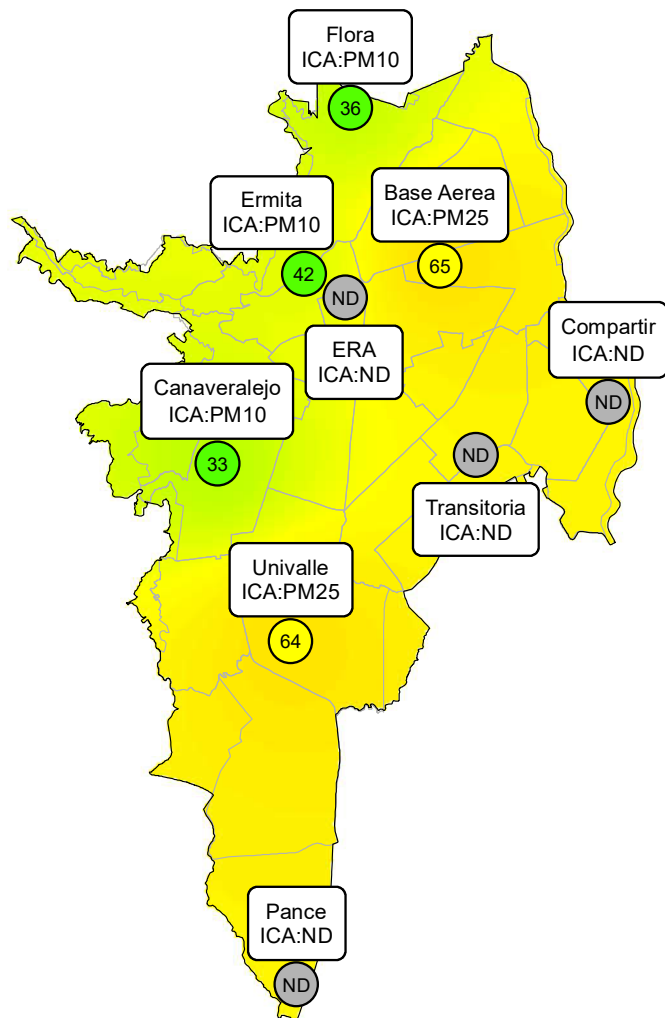 Flora
ICA:PM10
36
Ermita
ICA:PM10
42
Base Aerea
ICA:PM25
65
ND
ERA
ICA:ND
Compartir
ICA:ND
ND
Canaveralejo
ICA:PM10
33
ND
Transitoria
ICA:ND
Univalle
ICA:PM25
64
Pance
ICA:ND
ND